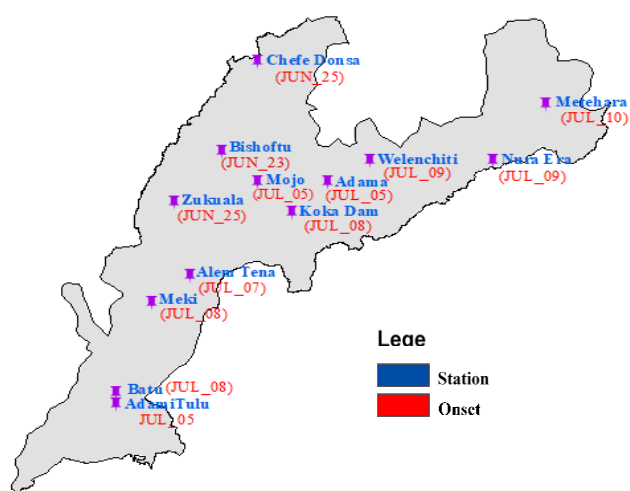 Chefe Donsa
(JUN_25)
Metehara
(JUL_10)
Bishoftu
(JUN_23)
Welenchiti
(JUL_09)
Nura Era
(JUL_09)
Mojo
(JUL_05)
Adama
(JUL_05)
Zukuala
(JUN_25)
Koka Dam
(JUL_08)
Alem Tena
(JUL_07)
Meki
(JUL_08)
Batu (JUL_08)
AdamiTulu
JUL_05
Lege
Station
Onset